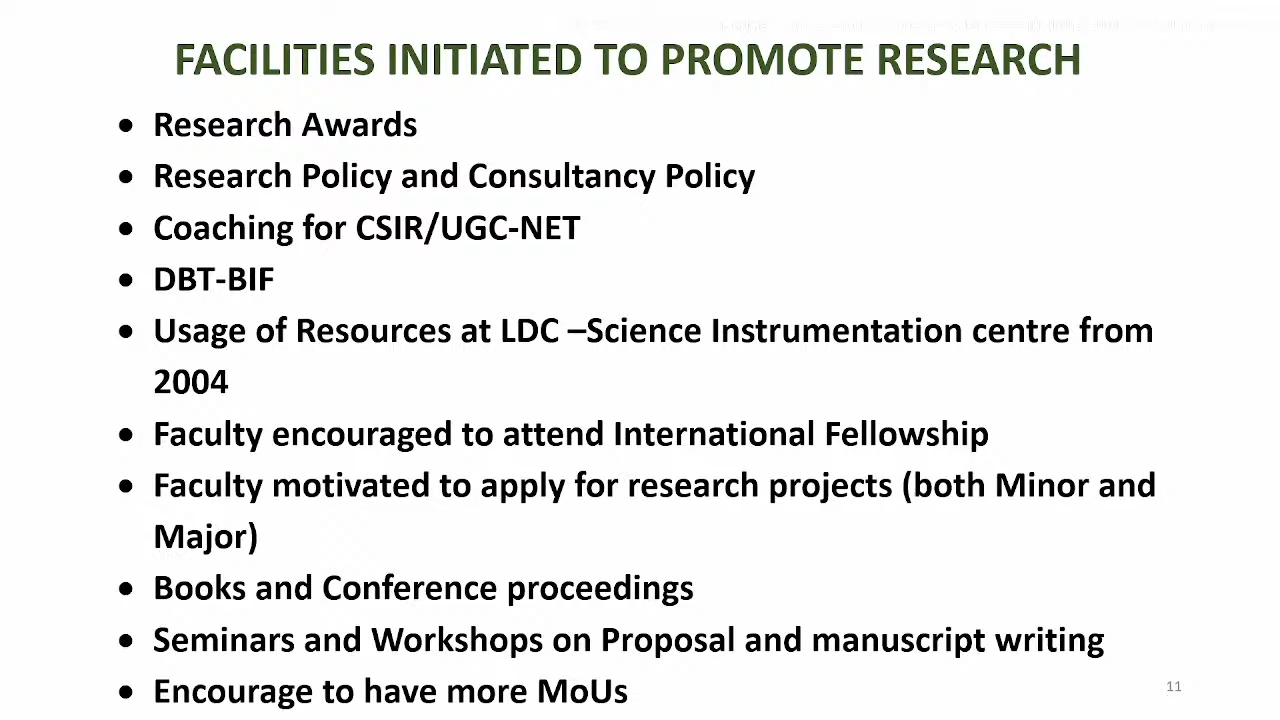 FACILITIES INITIATED TO PROMOTE RESEARCH
• Research Awards
• Research Policy and Consultancy Policy
• Coaching for CSIR/UGC-NET
• DBT-BIF
• Usage of Resources at LDC –Science Instrumentation centre from
2004
• Faculty encouraged to attend International Fellowship
• Faculty motivated to apply for research projects (both Minor and
Major)
• Books and Conference proceedings
• Seminars and Workshops on Proposal and manuscript writing
• Encourage to have more MoUs
11